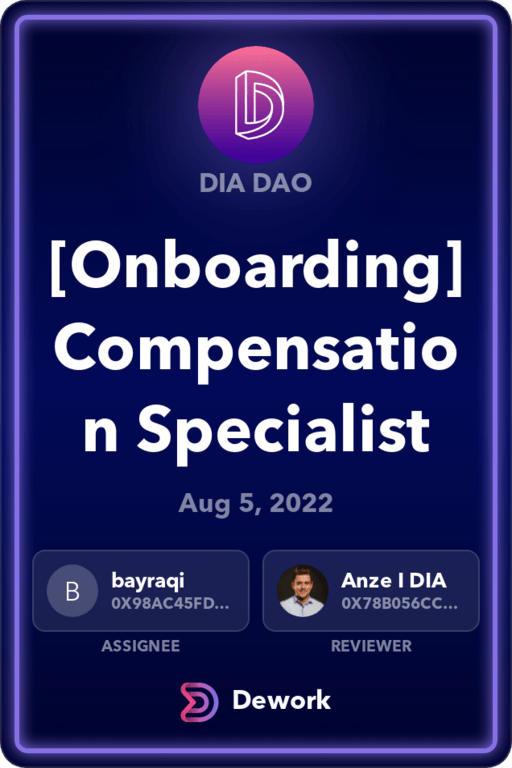 DIA DAO
[Onboarding]
Compensatio
n Specialist
Aug 5, 2022
B
bayraqi
0X98AC45FD...
Anze I DIA
0X78B056CC...
ASSIGNEE
REVIEWER
Dework